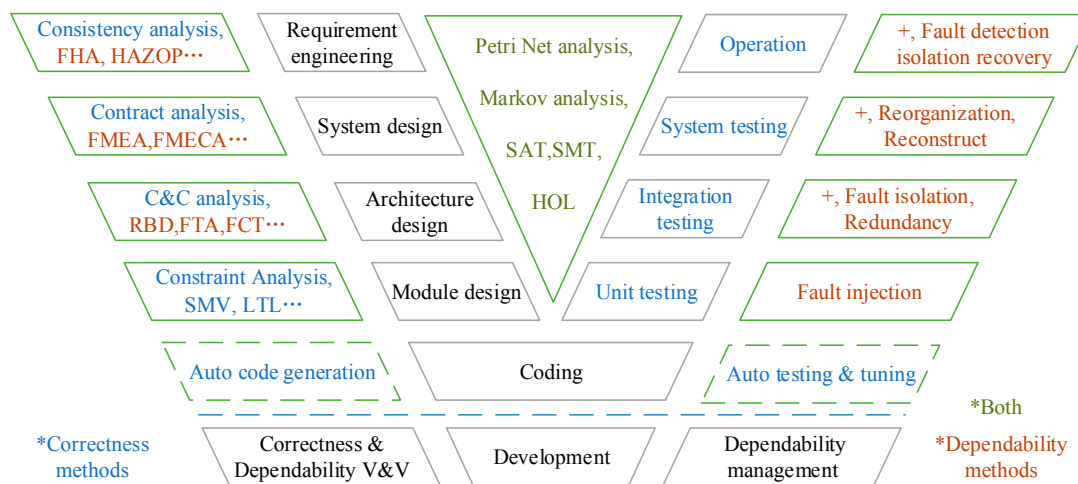 Consistency analysis,
FHA, HAZOP⋯
Requirement
engineering
Petri Net analysis,
Markov analysis,
SAT,SMT,
HOL
Operation
+, Fault detection
isolation recovery
Contract analysis,
FMEA,FMECA⋯
System design
System testing
+, Reorganization,
Reconstruct
C&C analysis,
RBD,FTA,FCT⋯
Architecture
design
Integration
testing
+, Fault isolation,
Redundancy
Constraint Analysis,
SMV, LTL⋯
Module design
Unit testing
Fault injection
Auto code generation
Coding
Auto testing & tuning
*Both
*Correctness
methods
Correctness &
Dependability V&V
Development
Dependability
management
*Dependability
methods